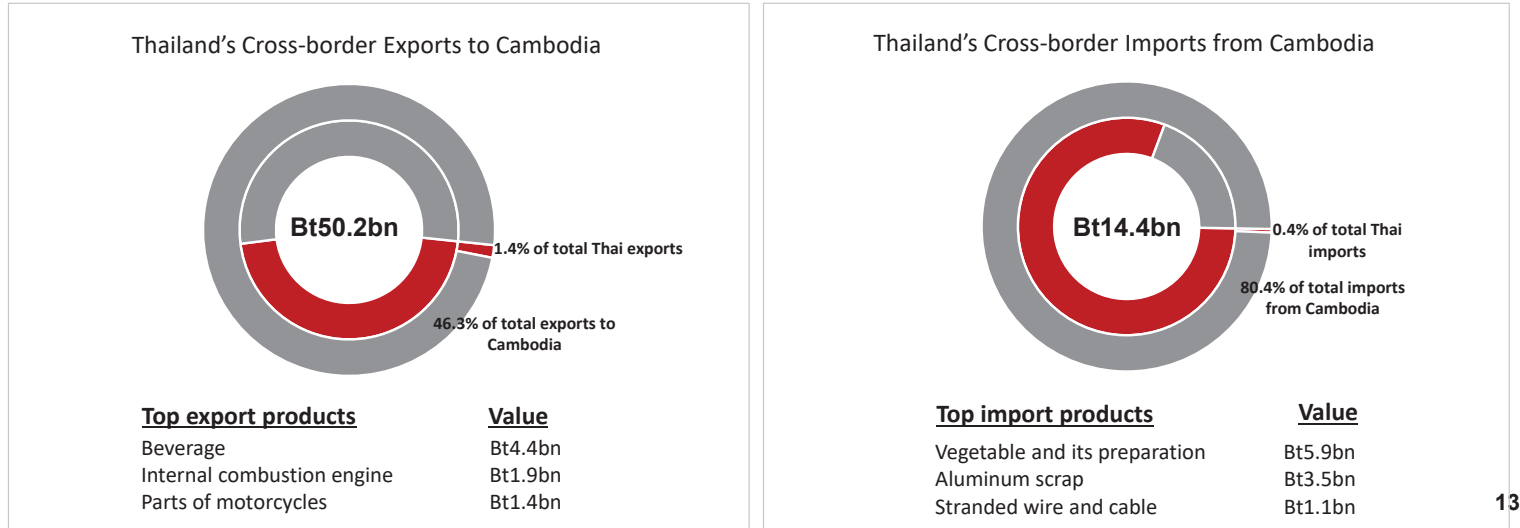 Thailand’s Cross-border Exports to Cambodia
Bt50.2bn
1.4% of total Thai exports
46.3% of total exports to
Cambodia
Top export products Value
Beverage Bt4.4bn
Internal combustion engine Bt1.9bn
Parts of motorcycles Bt1.4bn
Thailand’s Cross-border Imports from Cambodia
Bt14.4bn
0.4% of total Thai
imports
80.4% of total imports
from Cambodia
Top import products Value
Vegetable and its preparation Bt5.9bn
Aluminum scrap Bt3.5bn
Stranded wire and cable Bt1.1bn
13